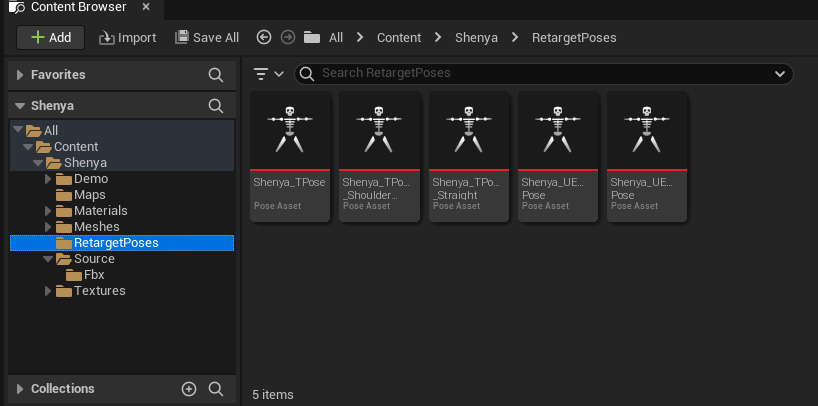 Content Browser
Add
Import
Save All
All
Content
Shenya
RetargetPoses
Favorites
Search RetargetPoses
Shenya
All
Content
Shenya
Demo
Maps
Materials
Meshes
RetargetPoses
Source
Fbx
Textures
Shenya_TPose
Pose Asset
Shenya_TPo...
_Shoulder...
Pose Asset
Shenya_TPo...
_Straight
Pose Asset
Shenya_UE...
Pose
Pose Asset
Shenya_UE...
Pose
Pose Asset
Collections
5 items